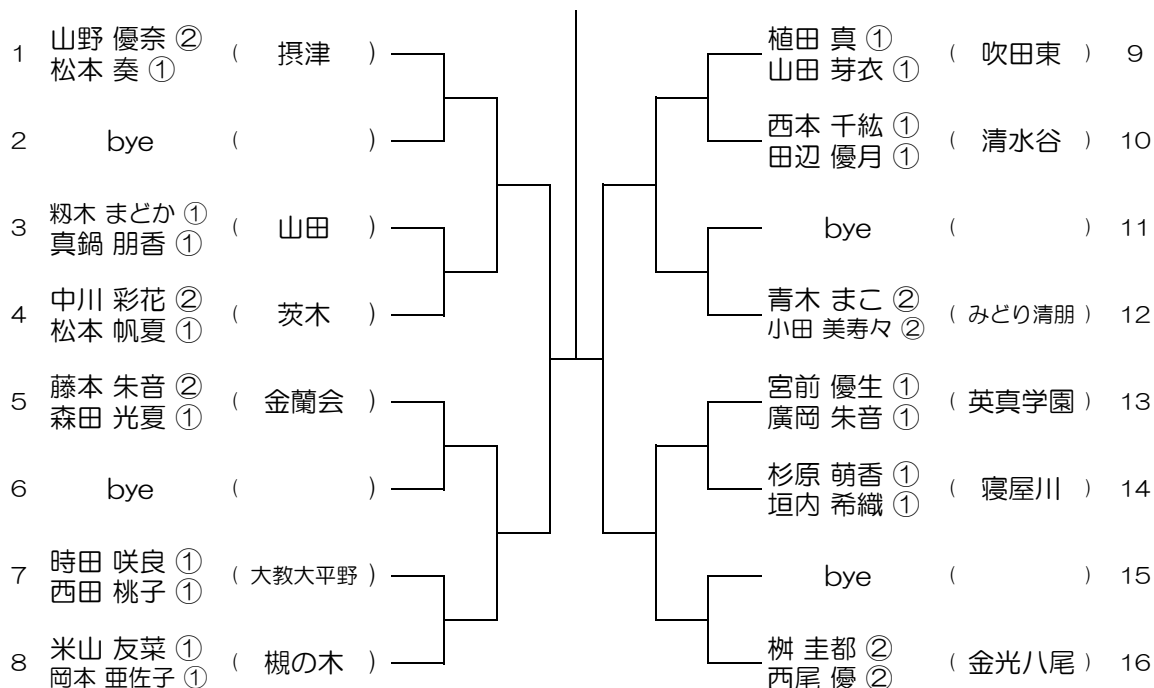 1 山野 優奈 ② ( 摂津 )
松本 奏 ①
2 bye ( )
3 籾木 まどか ① ( 山田 )
真鍋 朋香 ①
4 中川 彩花 ② ( 茨木 )
松本 帆夏 ①
5 藤本 朱音 ② ( 金蘭会 )
森田 光夏 ①
6 bye ( )
7 時田 咲良 ① ( 大教大平野 )
西田 桃子 ①
8 米山 友菜 ① ( 槻の木 )
岡本 亜佐子 ①
植田 真 ① ( 吹田東 ) 9
山田 芽衣 ①
西本 千紘 ① ( 清水谷 ) 10
田辺 優月 ①
bye ( ) 11
青木 まこ ② ( みどり清朋 ) 12
小田 美寿々 ②
宮前 優生 ① ( 英真学園 ) 13
廣岡 朱音 ①
杉原 萌香 ① ( 寝屋川 ) 14
垣内 希織 ①
bye ( ) 15
桝 圭都 ② ( 金光八尾 ) 16
西尾 優 ②